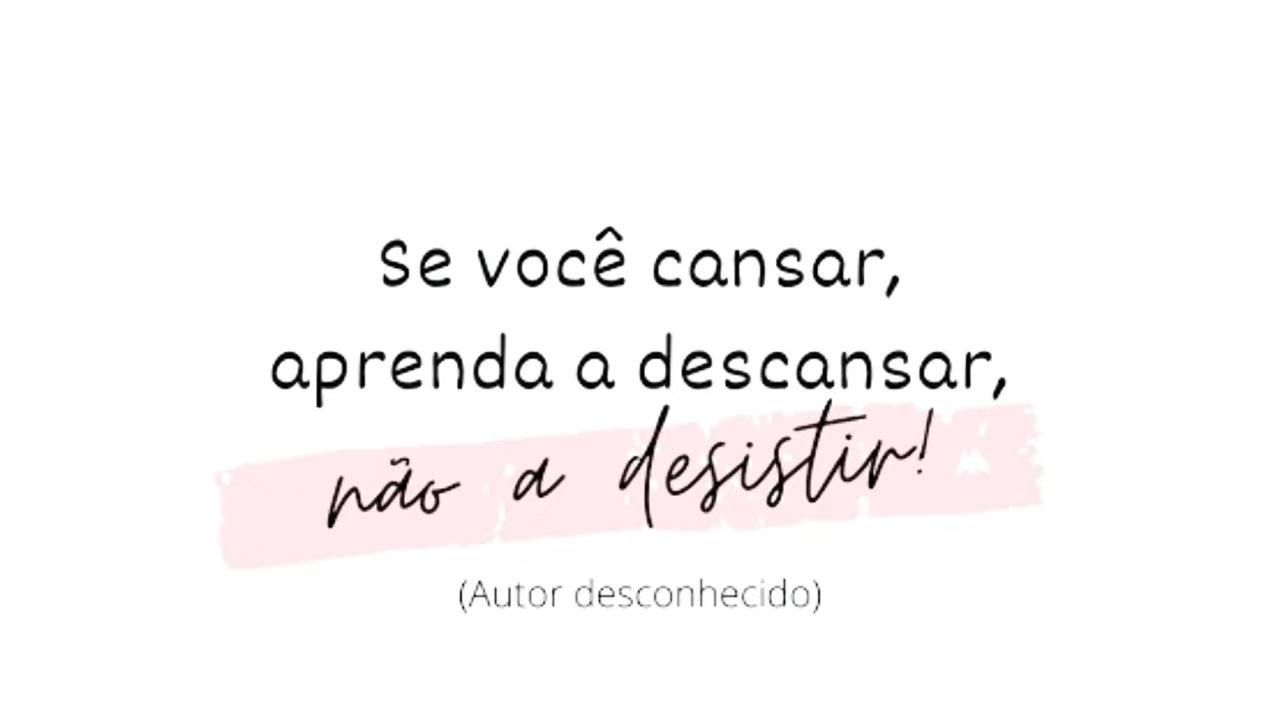 Se você cansar,
aprenda a descansar,
não a desistir!
(Autor desconhecido)